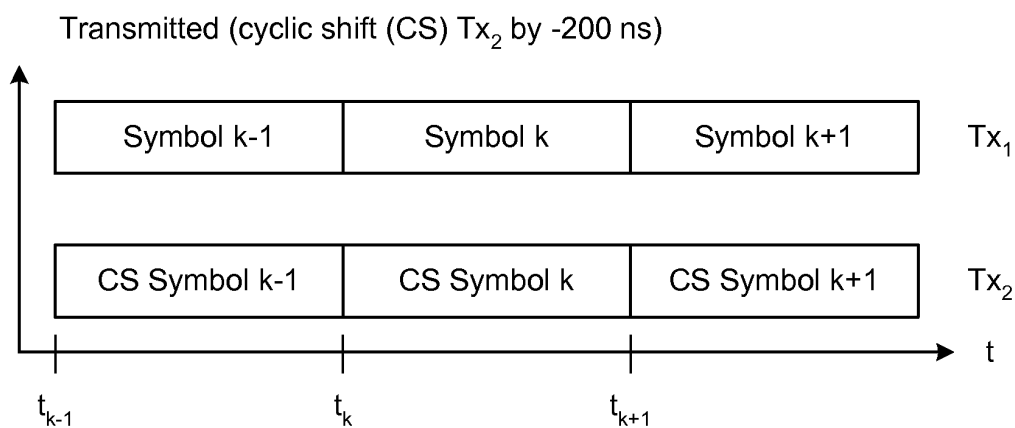 Transmitted (cyclic shift (CS) Tx₂ by -200 ns)
Symbol k-1 Symbol k Symbol k+1 Tx₁
CS Symbol k-1 CS Symbol k CS Symbol k+1 Tx₂
t
tₖ₋₁ tₖ tₖ₊₁